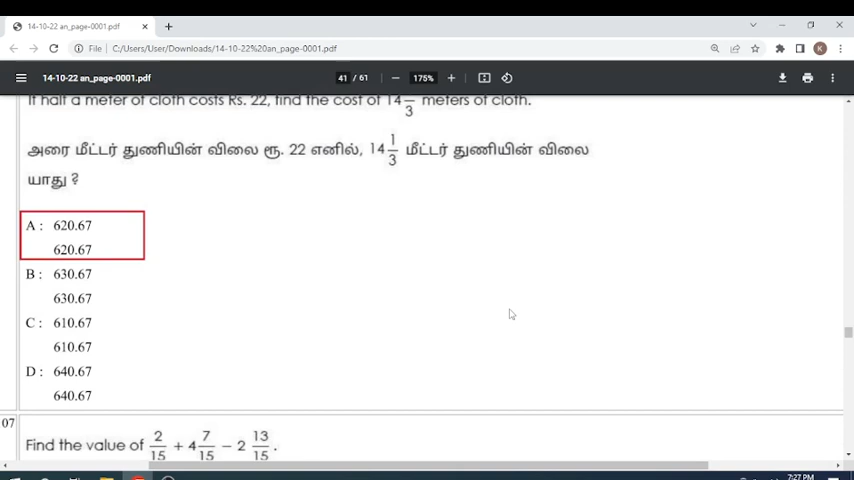 14-10-22 an_page-0001.pdf
File | C:/Users/User/Downloads/14-10-22%20an_page-0001.pdf
K
14-10-22 an_page-0001.pdf
41 / 61
175%
If half a meter of cloth costs Rs. 22, find the cost of 14 1/3 meters of cloth.
அரை மீட்டர் துணியின் விலை ரூ. 22 எனில், 14 1/3 மீட்டர் துணியின் விலை
யாது ?
A : 620.67
620.67
B : 630.67
630.67
C : 610.67
610.67
D : 640.67
640.67
07
Find the value of 2/15 + 4 7/15 − 2 13/15 .
7:27 PM